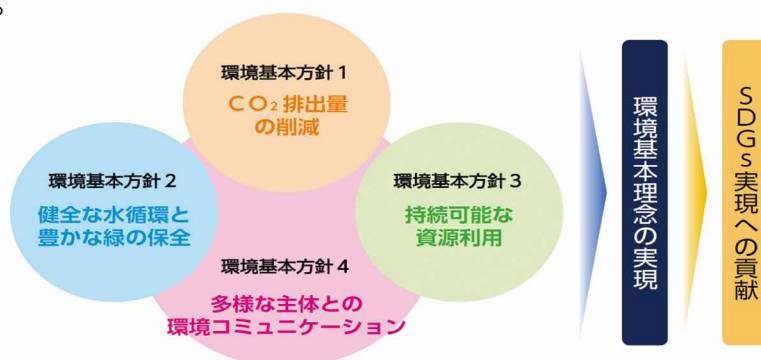 。
環境基本方針1
CO₂排出量
の削減
環境基本方針2
健全な水循環と
豊かな緑の保全
環境基本方針3
持続可能な
資源利用
環境基本方針4
多様な主体との
環境コミュニケーション
環境基本理念の実現
SDGs実現への貢献